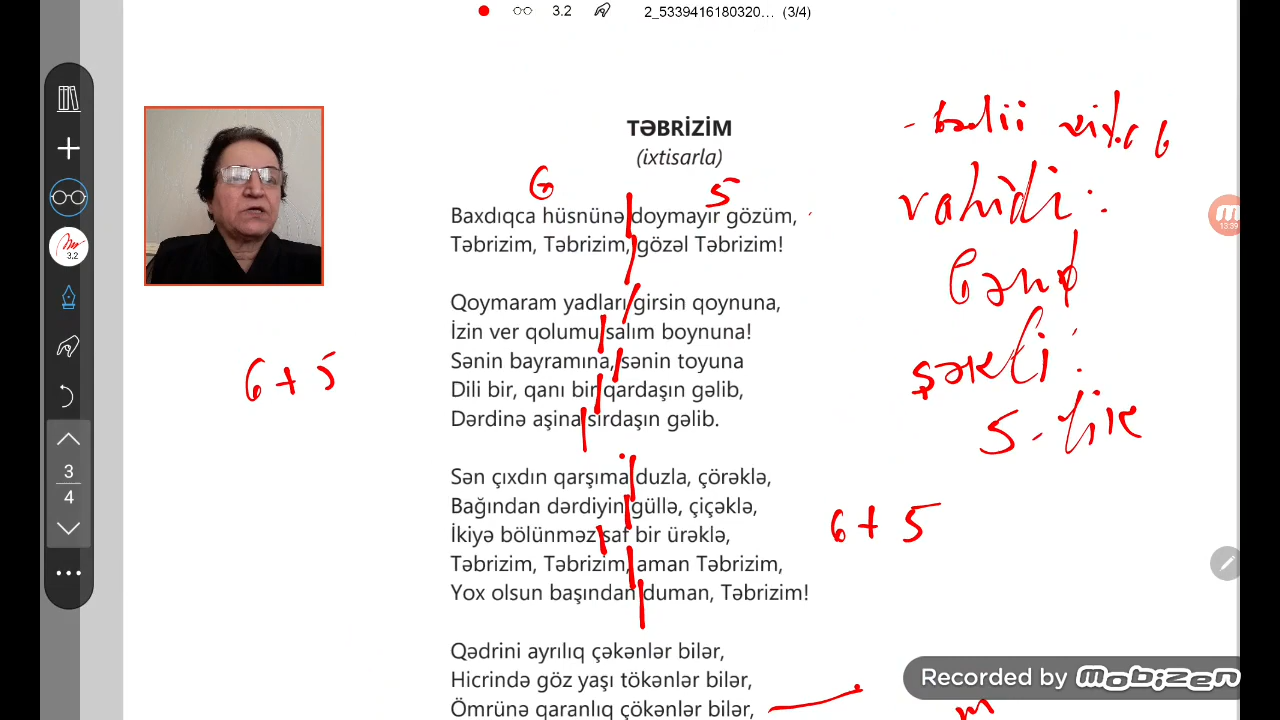 3.2 2_5339416180320... (3/4)
TƏBRİZİM
(ixtisarla)
6 5
Baxdıqca hüsnünə doymayır gözüm,
Təbrizim, Təbrizim, gözəl Təbrizim!
Qoymaram yadları girsin qoynuna,
İzin ver qolumu salım boynuna!
Sənin bayramına, sənin toyuna
Dili bir, qanı bir qardaşın gəlib,
Dərdinə aşina sirdaşın gəlib.
Sən çıxdın qarşıma duzla, çörəklə,
Bağından dərdiyin güllə, çiçəklə,
İkiyə bölünməz saf bir ürəklə,
Təbrizim, Təbrizim, aman Təbrizim,
Yox olsun başından duman, Təbrizim!
Qədrini ayrılıq çəkənlər bilər,
Hicrində göz yaşı tökənlər bilər,
Ömrünə qaranlıq çökənlər bilər,
6 + 5
vahidi:
bənd
şəkli:
5-lik
6 + 5
3.2
3
4
13:39
Recorded by MOBIZEN